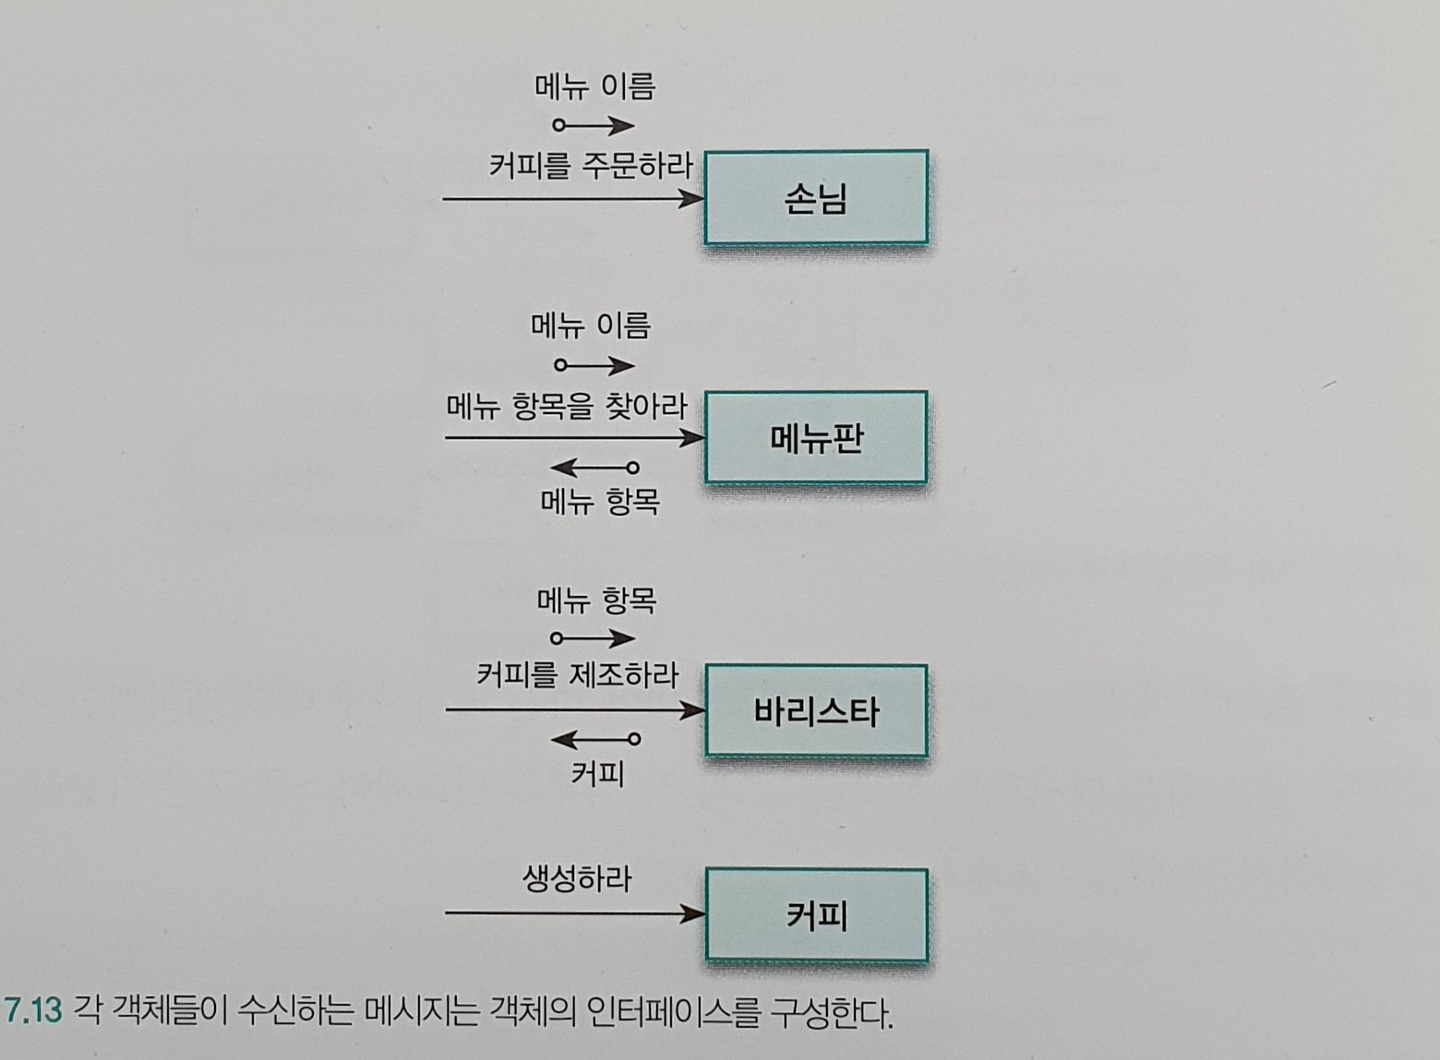 메뉴 이름
커피를 주문하라
손님
메뉴 이름
메뉴 항목을 찾아라
메뉴판
메뉴 항목
메뉴 항목
커피를 제조하라
바리스타
커피
생성하라
커피
7.13 각 객체들이 수신하는 메시지는 객체의 인터페이스를 구성한다.